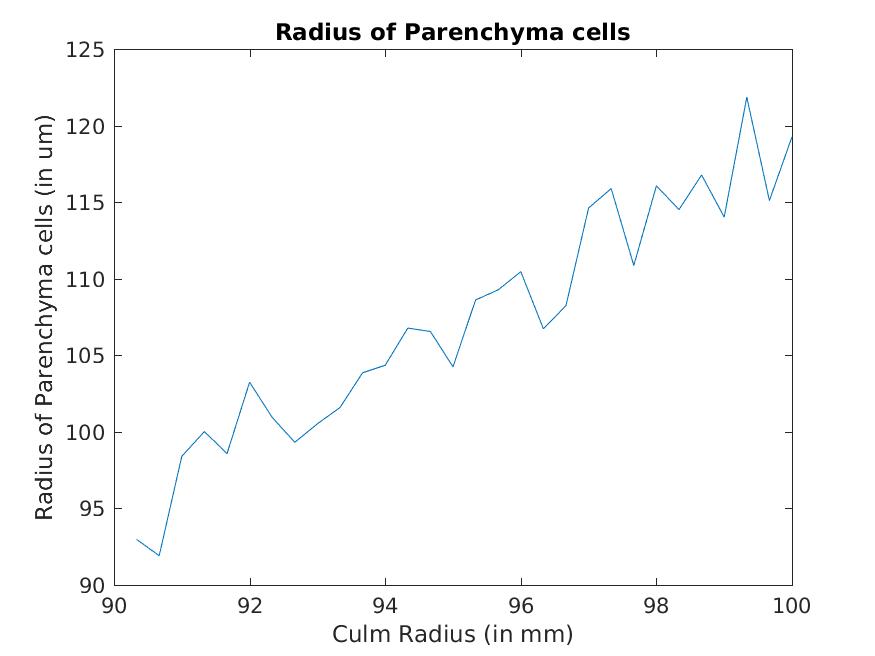 Radius of Parenchyma cells
125
120
115
110
105
100
95
90
Radius of Parenchyma cells (in um)
90 92 94 96 98 100
Culm Radius (in mm)